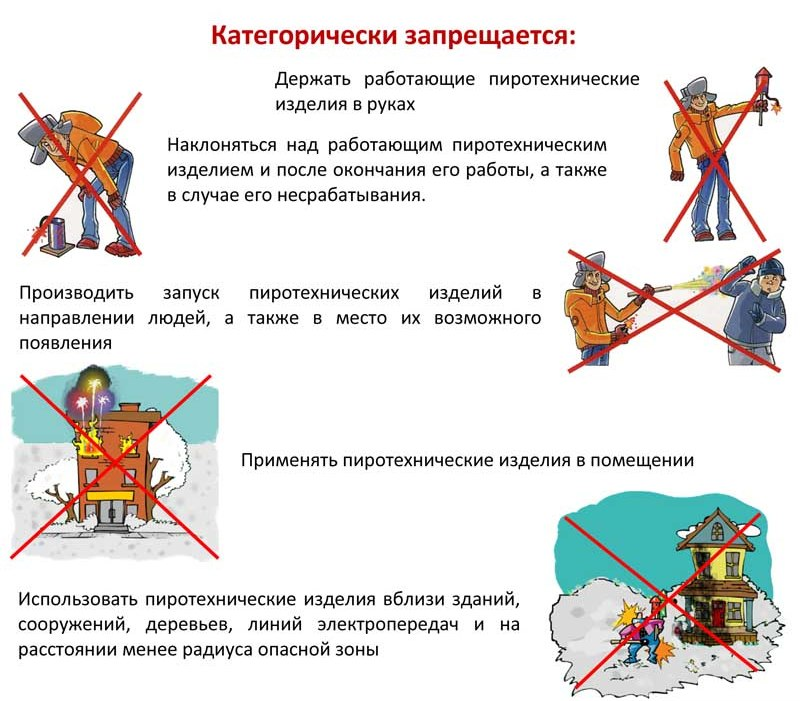 Категорически запрещается:
Держать работающие пиротехнические
изделия в руках
Наклоняться над работающим пиротехническим
изделием и после окончания его работы, а также
в случае его несрабатывания.
Производить запуск пиротехнических изделий в
направлении людей, а также в место их возможного
появления
Применять пиротехнические изделия в помещении
Использовать пиротехнические изделия вблизи зданий,
сооружений, деревьев, линий электропередач и на
расстоянии менее радиуса опасной зоны